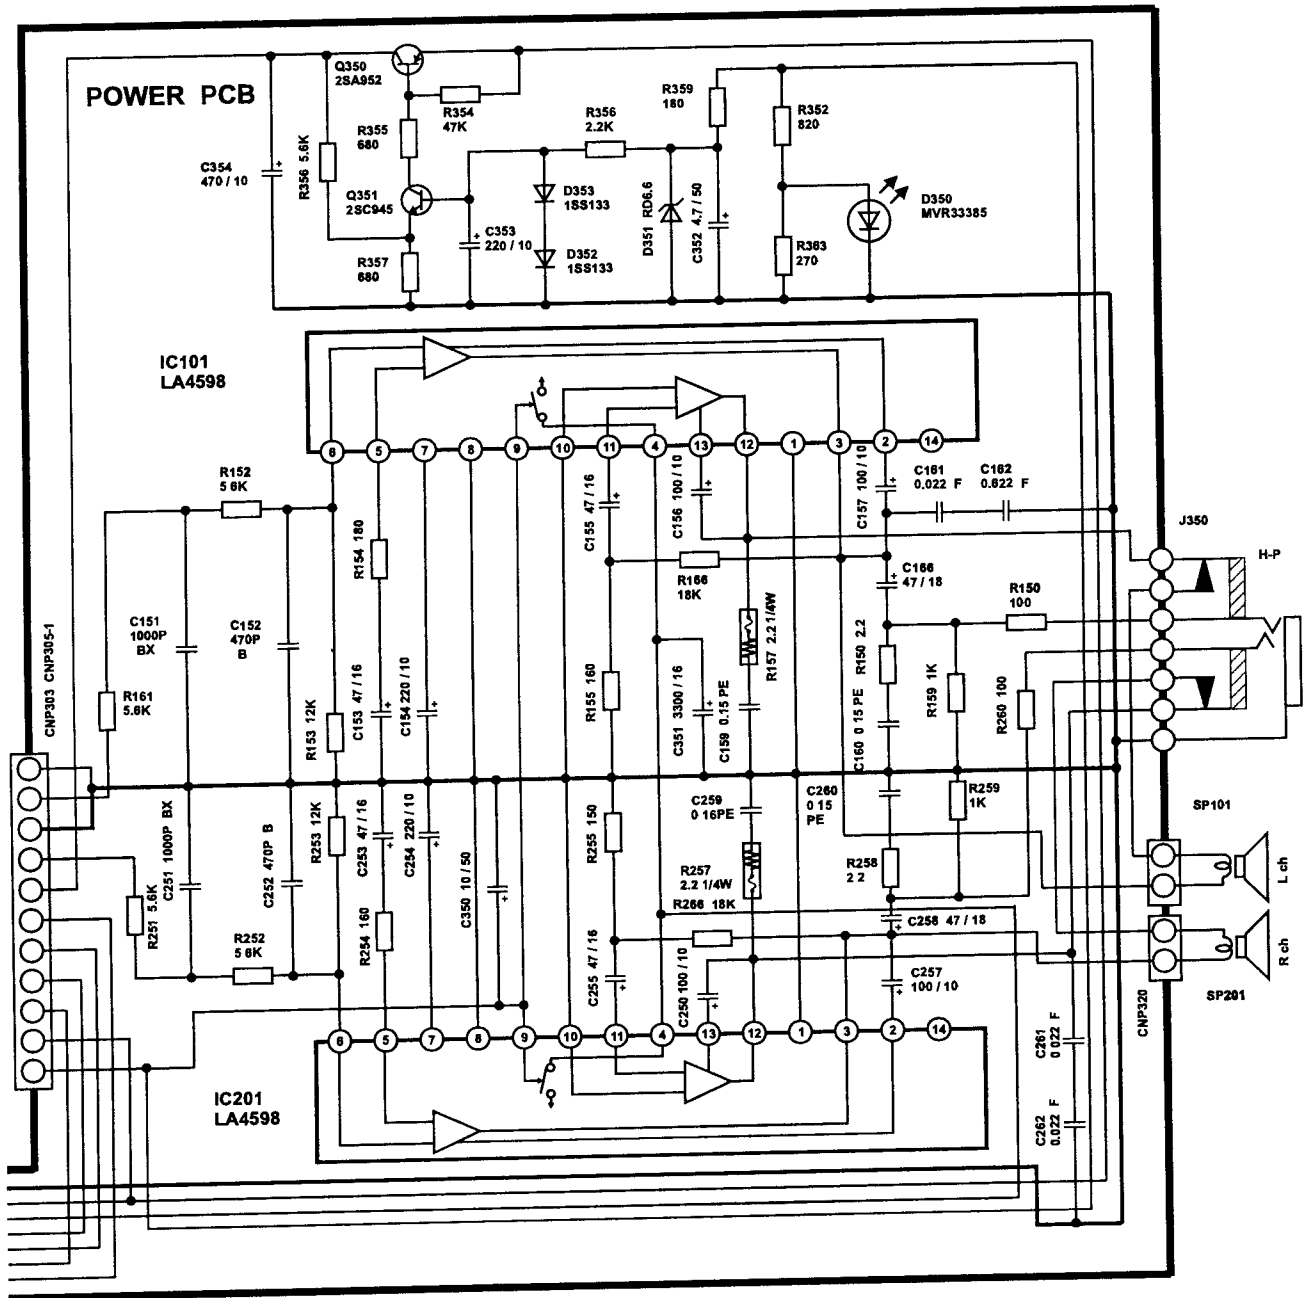 POWER PCB
Q350
2SA952
R354
47K
R355
680
R356 5.6K
C354
470 / 10
Q351
2SC945
R357
680
C353
220 / 10
R356
2.2K
D353
1SS133
D352
1SS133
D351 RD6.6
C352 4.7 / 50
R359
180
R352
820
R363
270
D350
MVR33385
IC101
LA4598
6
5
7
8
9
10
11
4
13
12
1
3
2
14
R152
5 6K
R154 180
C155 47 / 16
C156 100 / 10
C157 100 / 10
C161
0,022 F
C162
0.622 F
J350
H-P
R166
18K
C166
47 / 18
R150
100
C151
1000P
BX
C152
470P
B
CNP303 CNP305-1
R161
5.6K
R153 12K
C153 47 / 16
C154 220 / 10
R155 160
C351 3300 / 16
C159 0.15 PE
R157 2.2 1/4W
R150 2.2
C160 0 15 PE
R159 1K
R260 100
C251 1000P BX
C252 470P B
R253 12K
C253 47 / 16
C254 220 / 10
C350 10 / 50
R255 150
C259
0 16PE
C260
0 15
PE
R259
1K
SP101
L ch
R251 5.6K
R252
5 6K
R254 160
R257
2.2 1/4W
R266 18K
R258
2 2
C258 47 / 18
C255 47 / 16
C250 100 / 10
C257
100 / 10
R ch
SP201
CNP320
C261
0 022 F
C262
0.022 F
6
5
7
8
9
10
11
4
13
12
1
3
2
14
IC201
LA4598